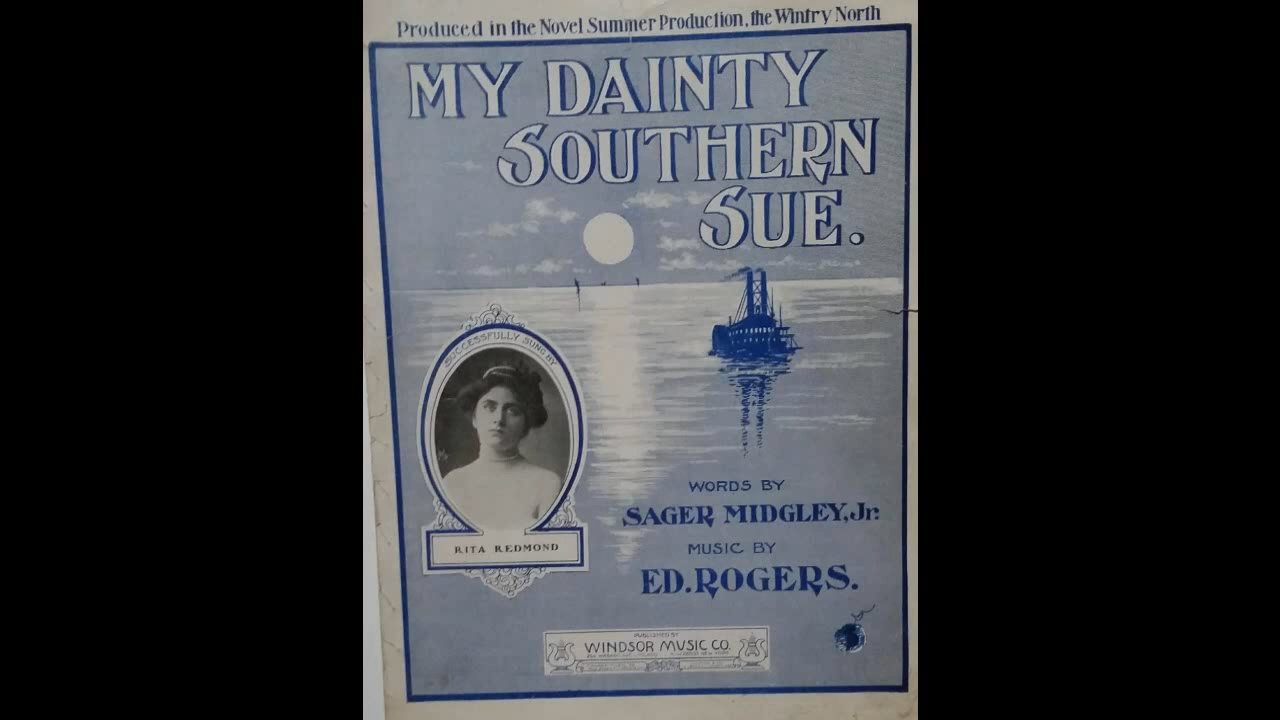 Produced in the Novel Summer Production, the Wintry North
MY DAINTY
SOUTHERN
SUE.
SUCCESSFULLY SUNG BY
RITA REDMOND
WORDS BY
SAGER MIDGLEY, Jr.
MUSIC BY
ED. ROGERS.
PUBLISHED BY
WINDSOR MUSIC CO.